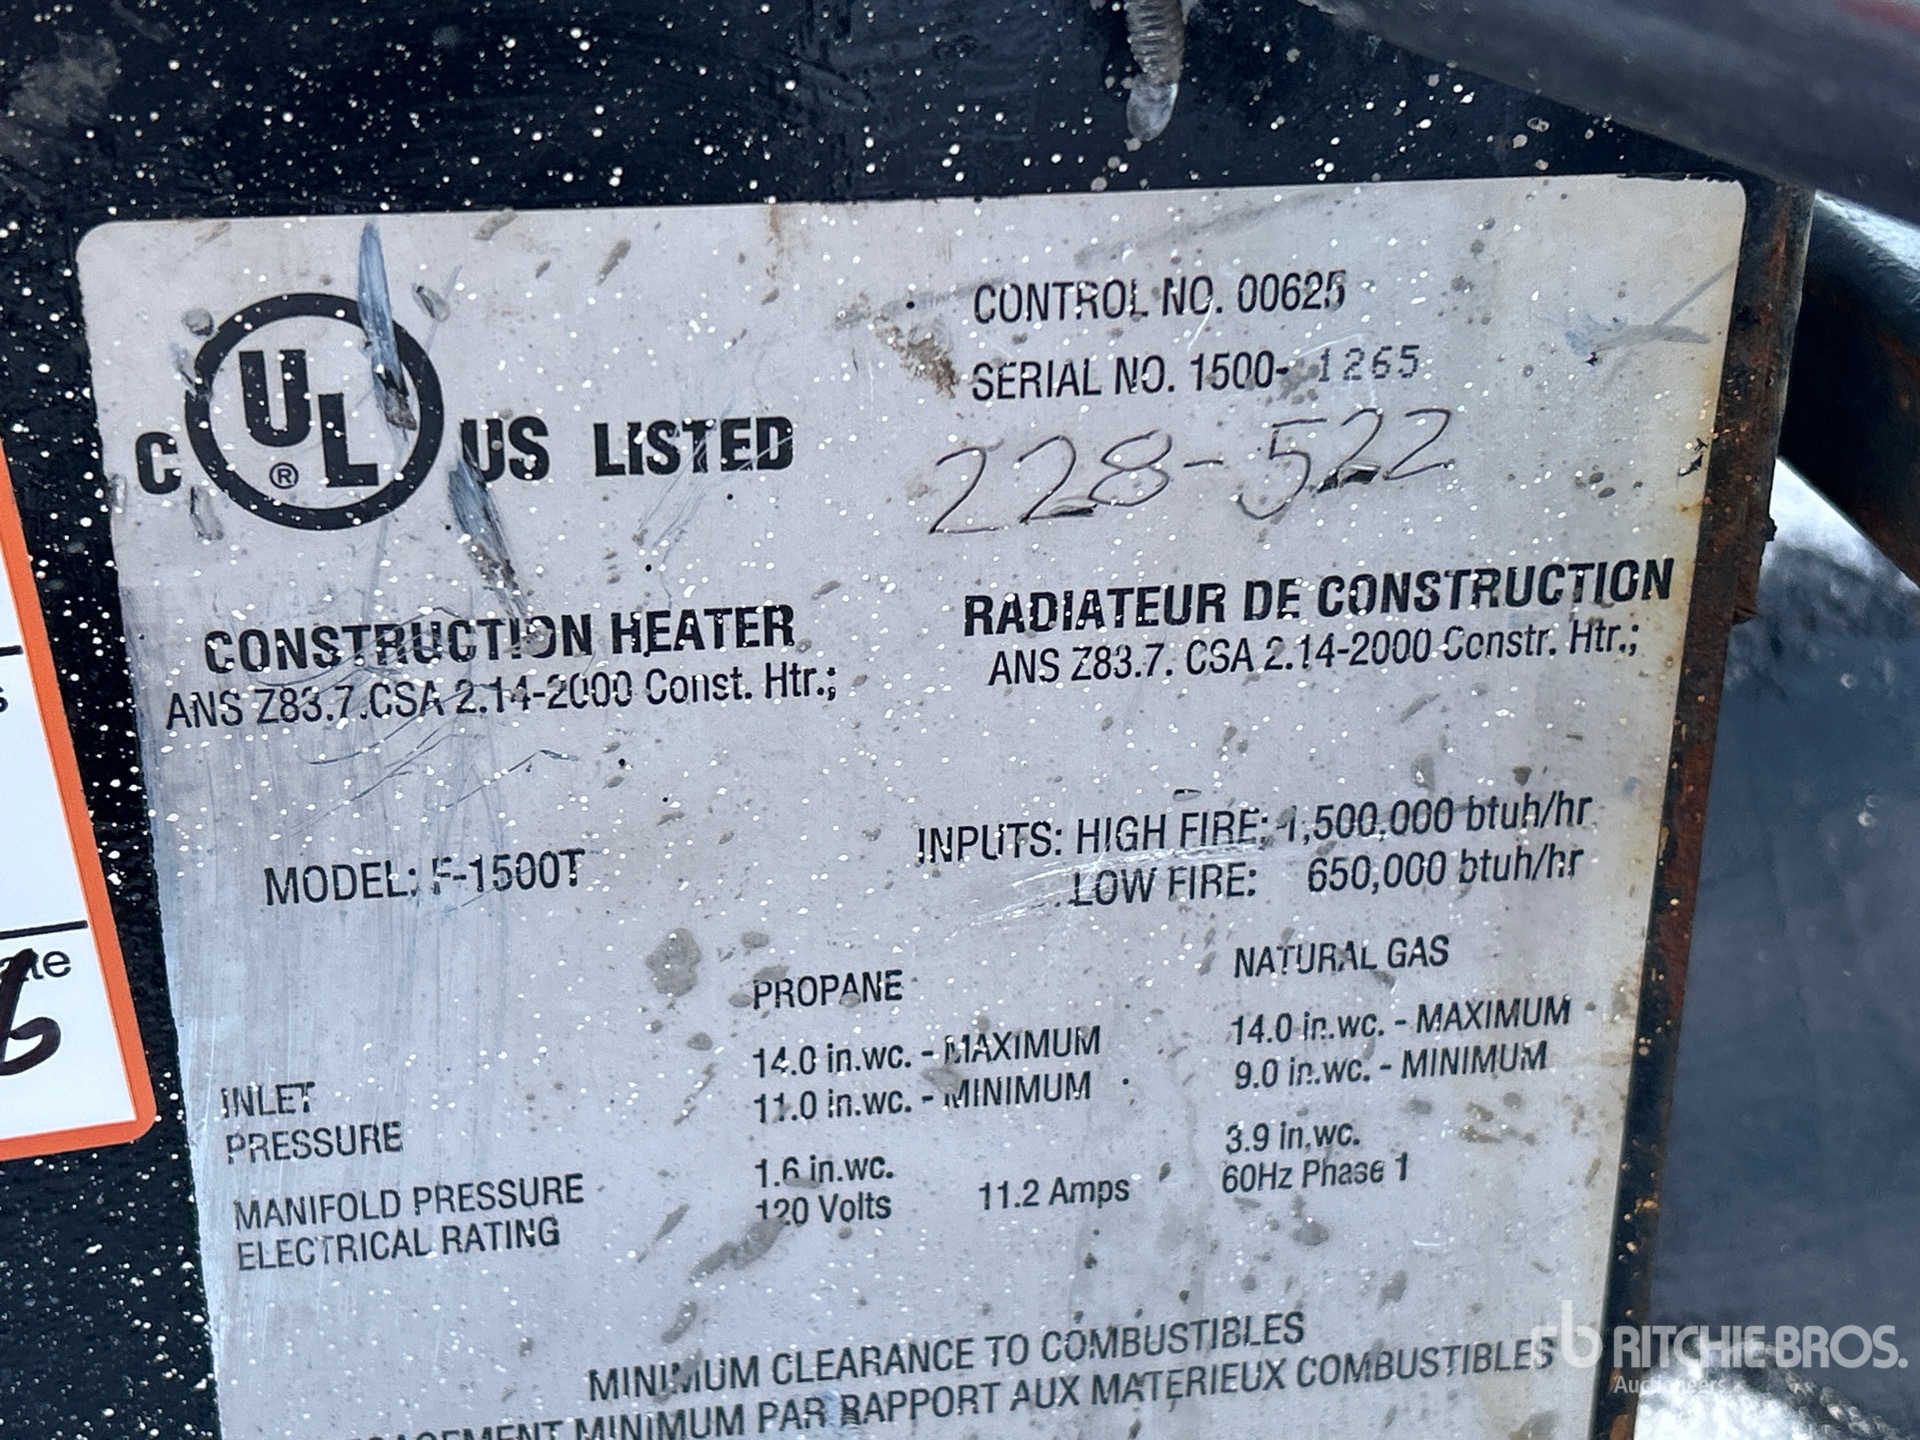 CONTROL NO. 00625
SERIAL NO. 1500- 1265
228-522
C UL ® US LISTED
CONSTRUCTION HEATER
ANS Z83.7.CSA 2.14-2000 Const. Htr.;
RADIATEUR DE CONSTRUCTION
ANS Z83.7. CSA 2.14-2000 Constr. Htr.;
MODEL: F-1500T
INPUTS: HIGH FIRE: 1,500,000 btuh/hr
LOW FIRE: 650,000 btuh/hr
PROPANE NATURAL GAS
INLET
PRESSURE
14.0 in.wc. - MAXIMUM 14.0 in.wc. - MAXIMUM
11.0 in.wc. - MINIMUM 9.0 in.wc. - MINIMUM
MANIFOLD PRESSURE 1.6 in.wc. 3.9 in.wc.
ELECTRICAL RATING 120 Volts 11.2 Amps 60Hz Phase 1
MINIMUM CLEARANCE TO COMBUSTIBLES
MINIMUM PAR RAPPORT AUX MATERIEUX COMBUSTIBLES
rb RITCHIE BROS.
Auctioneers